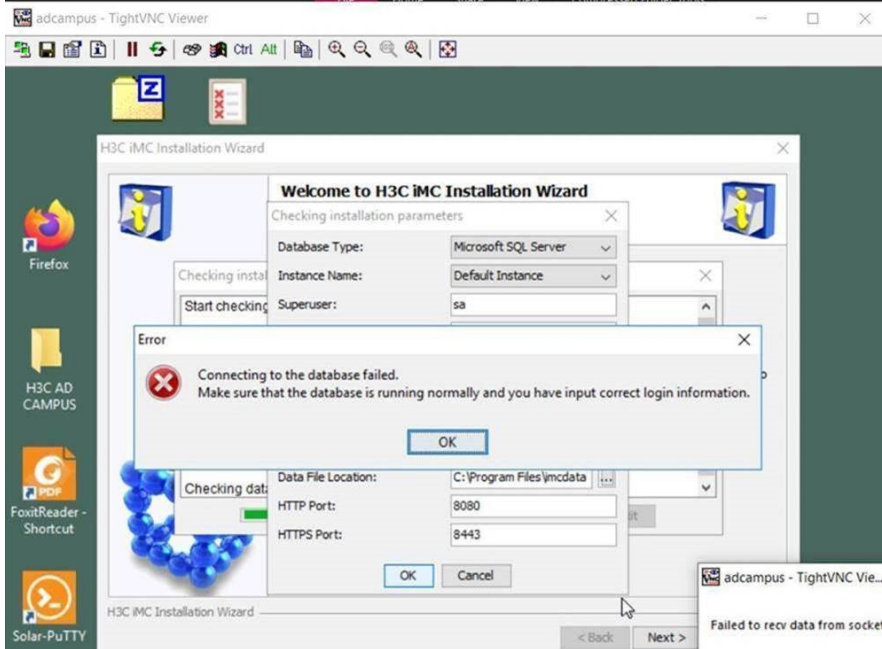 adcampus - TightVNC Viewer
Ctrl Alt
Z
H3C iMC Installation Wizard
Welcome to H3C iMC Installation Wizard
Checking installation parameters
Database Type: Microsoft SQL Server
Firefox
Checking instal
Instance Name: Default Instance
Start checking
Superuser: sa
Error
Connecting to the database failed.
Make sure that the database is running normally and you have input correct login information.
H3C AD
CAMPUS
OK
PDF
Checking data
Data File Location: C:\Program Files\imcdata ...
FoxitReader -
Shortcut
HTTP Port: 8080
HTTPS Port: 8443
OK Cancel
adcampus - TightVNC Vie...
H3C iMC Installation Wizard
Failed to recv data from socket
Solar-PuTTY
< Back Next >